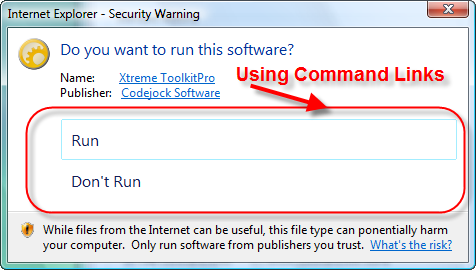 Internet Explorer - Security Warning
Do you want to run this software?
Name: Xtreme ToolkitPro
Publisher: Codejock Software
Using Command Links
Run
Don't Run
While files from the Internet can be useful, this file type can ponentially harm
your computer. Only run software from publishers you trust. What's the risk?